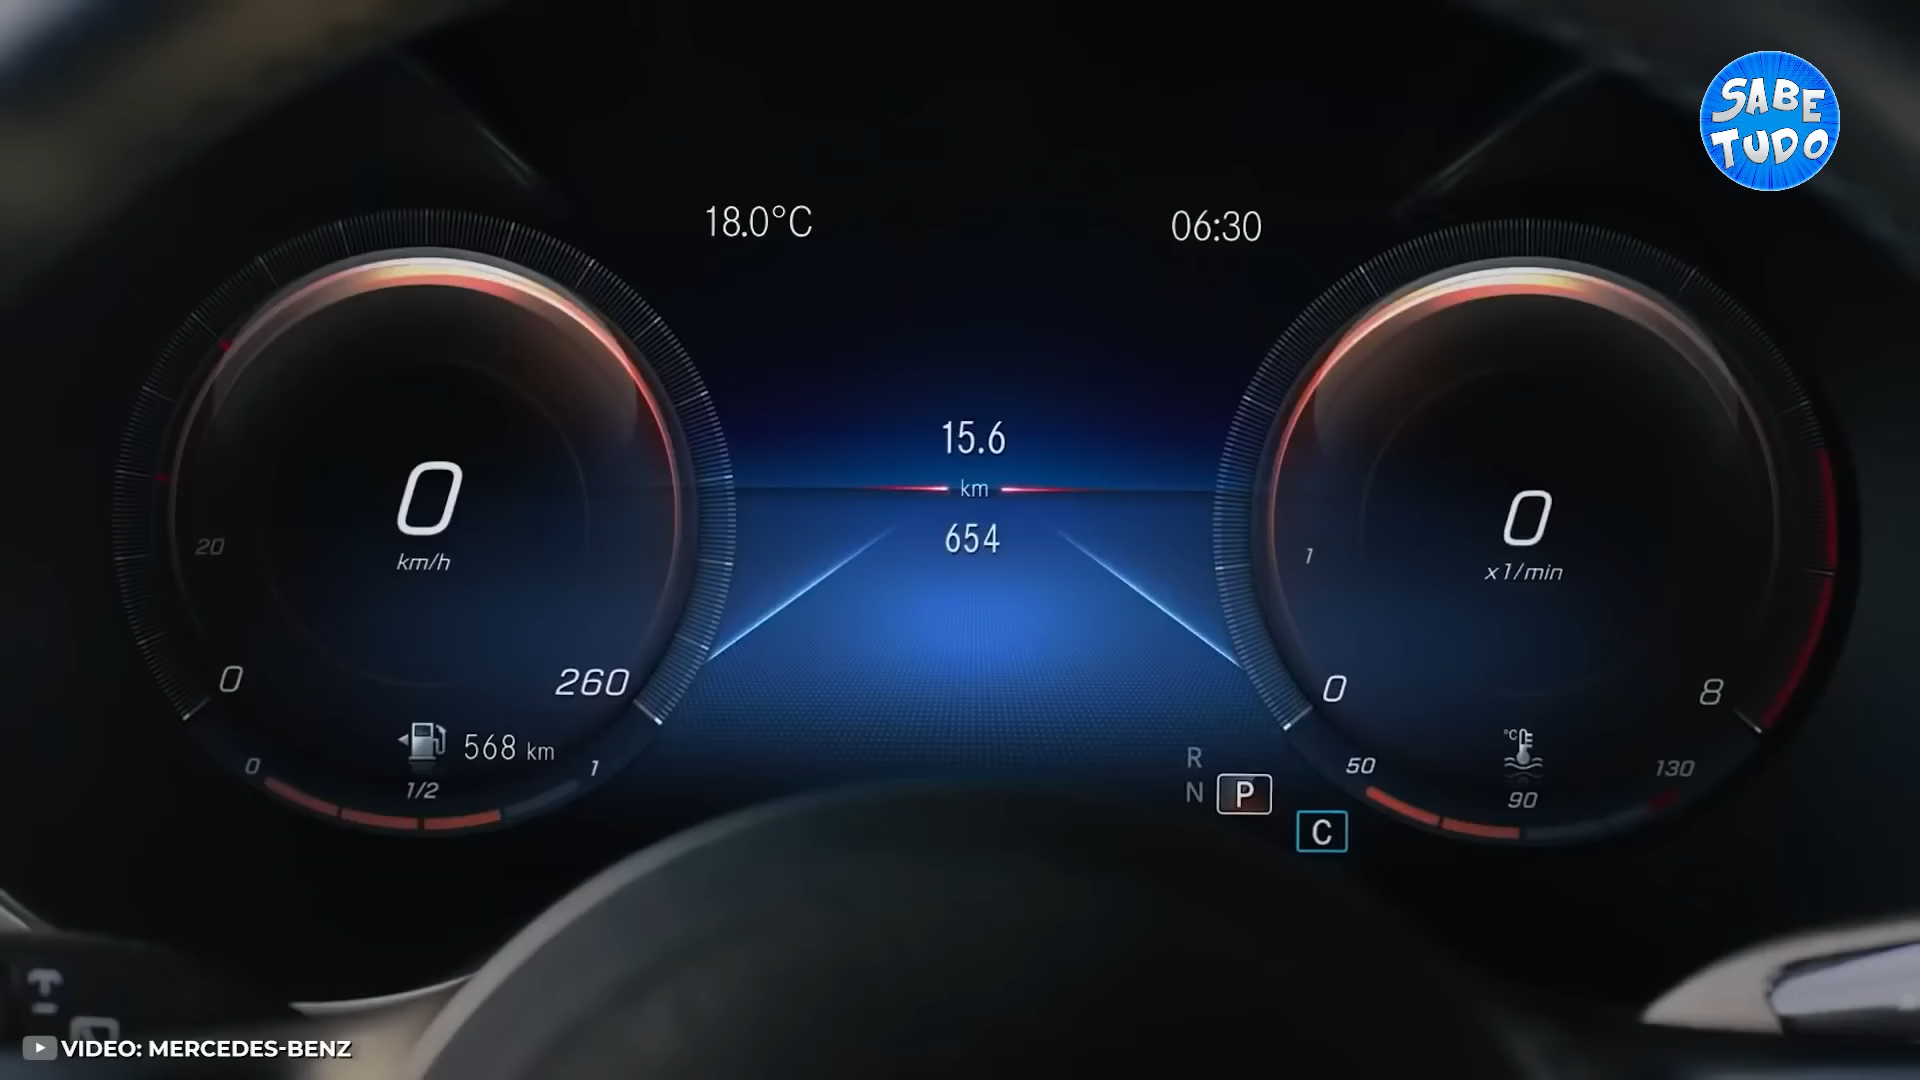 SABE
TUDO
18.0°C
06:30
15.6
km
654
0
km/h
20
0
260
568 km
0
1/2
1
0
x1/min
1
0
8
°C
50
90
130
R
N
P
C
VIDEO: MERCEDES-BENZ